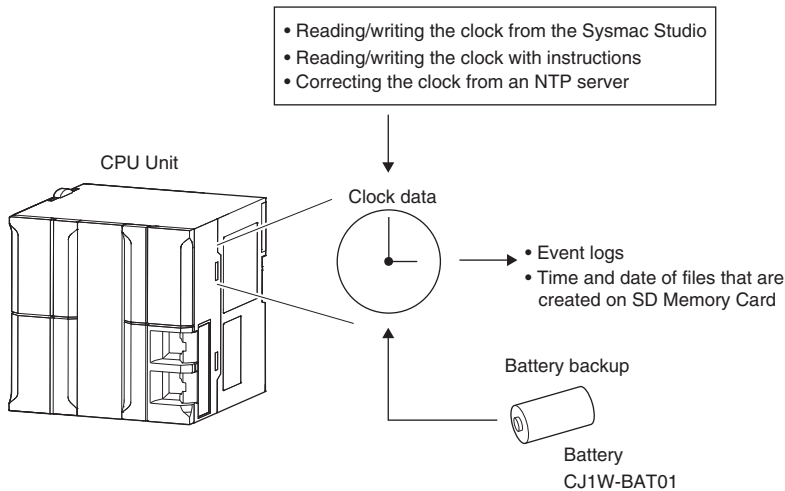 • Reading/writing the clock from the Sysmac Studio
• Reading/writing the clock with instructions
• Correcting the clock from an NTP server
CPU Unit
Clock data
• Event logs
• Time and date of files that are
created on SD Memory Card
Battery backup
Battery
CJ1W-BAT01